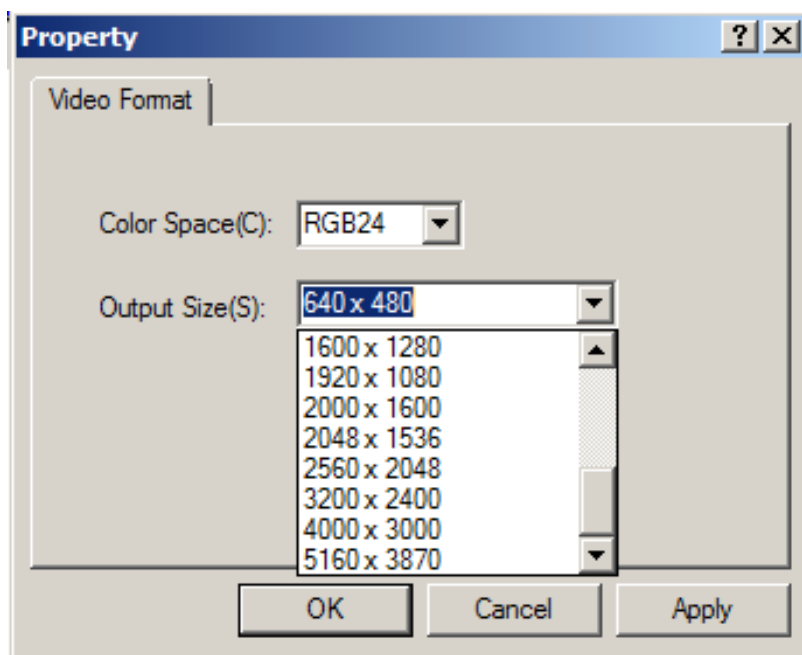 Property
Video Format
Color Space(C): RGB24
Output Size(S): 640 x 480
1600 x 1280
1920 x 1080
2000 x 1600
2048 x 1536
2560 x 2048
3200 x 2400
4000 x 3000
5160 x 3870
OK Cancel Apply